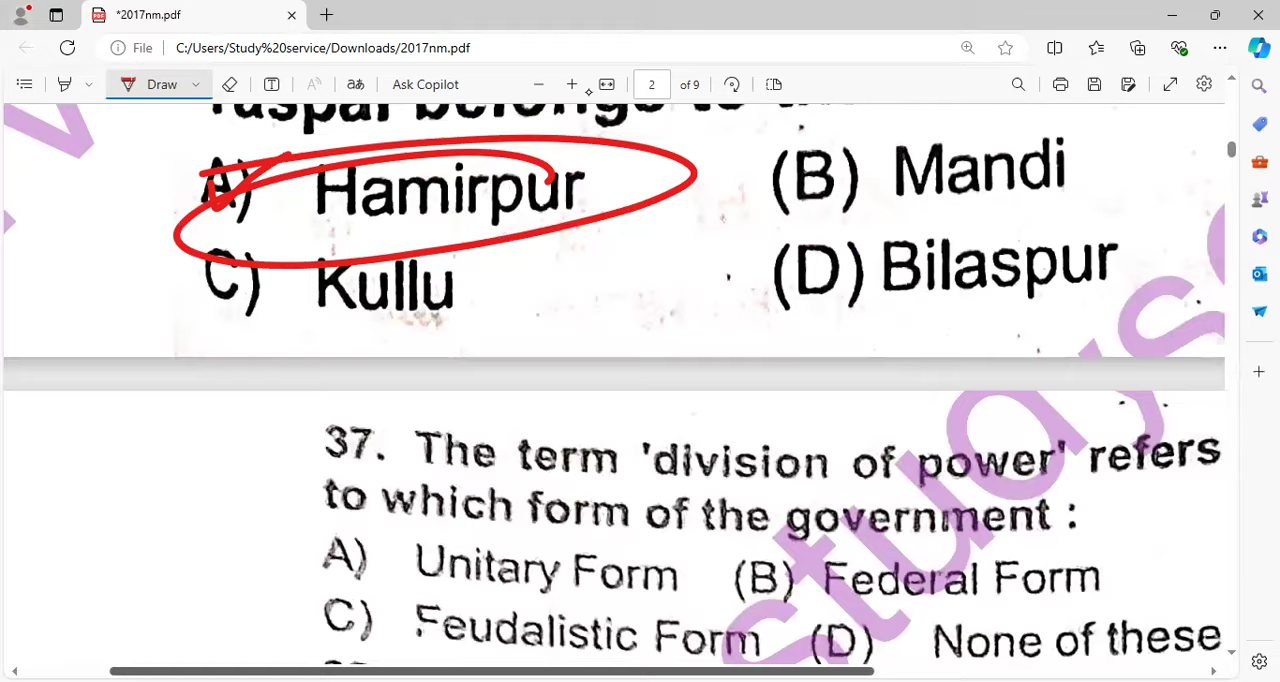 *2017nm.pdf
File C:/Users/Study%20service/Downloads/2017nm.pdf
Draw Ask Copilot 2 of 9
A) Hamirpur (B) Mandi
C) Kullu (D) Bilaspur
37. The term 'division of power' refers
to which form of the government :
A) Unitary Form (B) Federal Form
C) Feudalistic Form (D) None of these